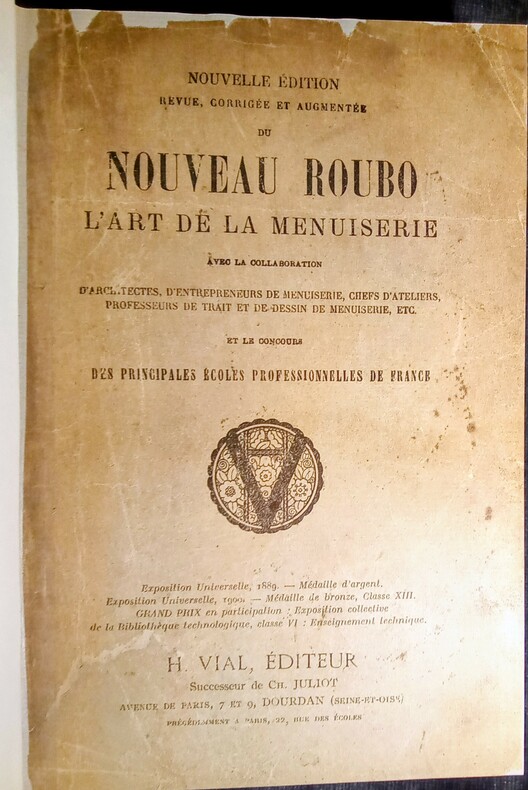 NOUVELLE ÉDITION
REVUE, CORRIGÉE ET AUGMENTÉE
DU
NOUVEAU ROUBO
L'ART DE LA MENUISERIE
AVEC LA COLLABORATION
D'ARCHITECTES, D'ENTREPRENEURS DE MENUISERIE, CHEFS D'ATELIERS,
PROFESSEURS DE TRAIT ET DE DESSIN DE MENUISERIE, ETC.
ET LE CONCOURS
DES PRINCIPALES ÉCOLES PROFESSIONNELLES DE FRANCE
HV
Exposition Universelle, 1889. — Médaille d'argent.
Exposition Universelle, 1900. — Médaille de bronze, Classe XIII.
GRAND PRIX en participation : Exposition collective
de la Bibliothèque technologique, classe VI : Enseignement technique.
H. VIAL, ÉDITEUR
Successeur de CH. JULIOT
AVENUE DE PARIS, 7 ET 9, DOURDAN (SEINE-ET-OISE)
PRÉCÉDEMMENT A PARIS, 22, RUE DES ÉCOLES